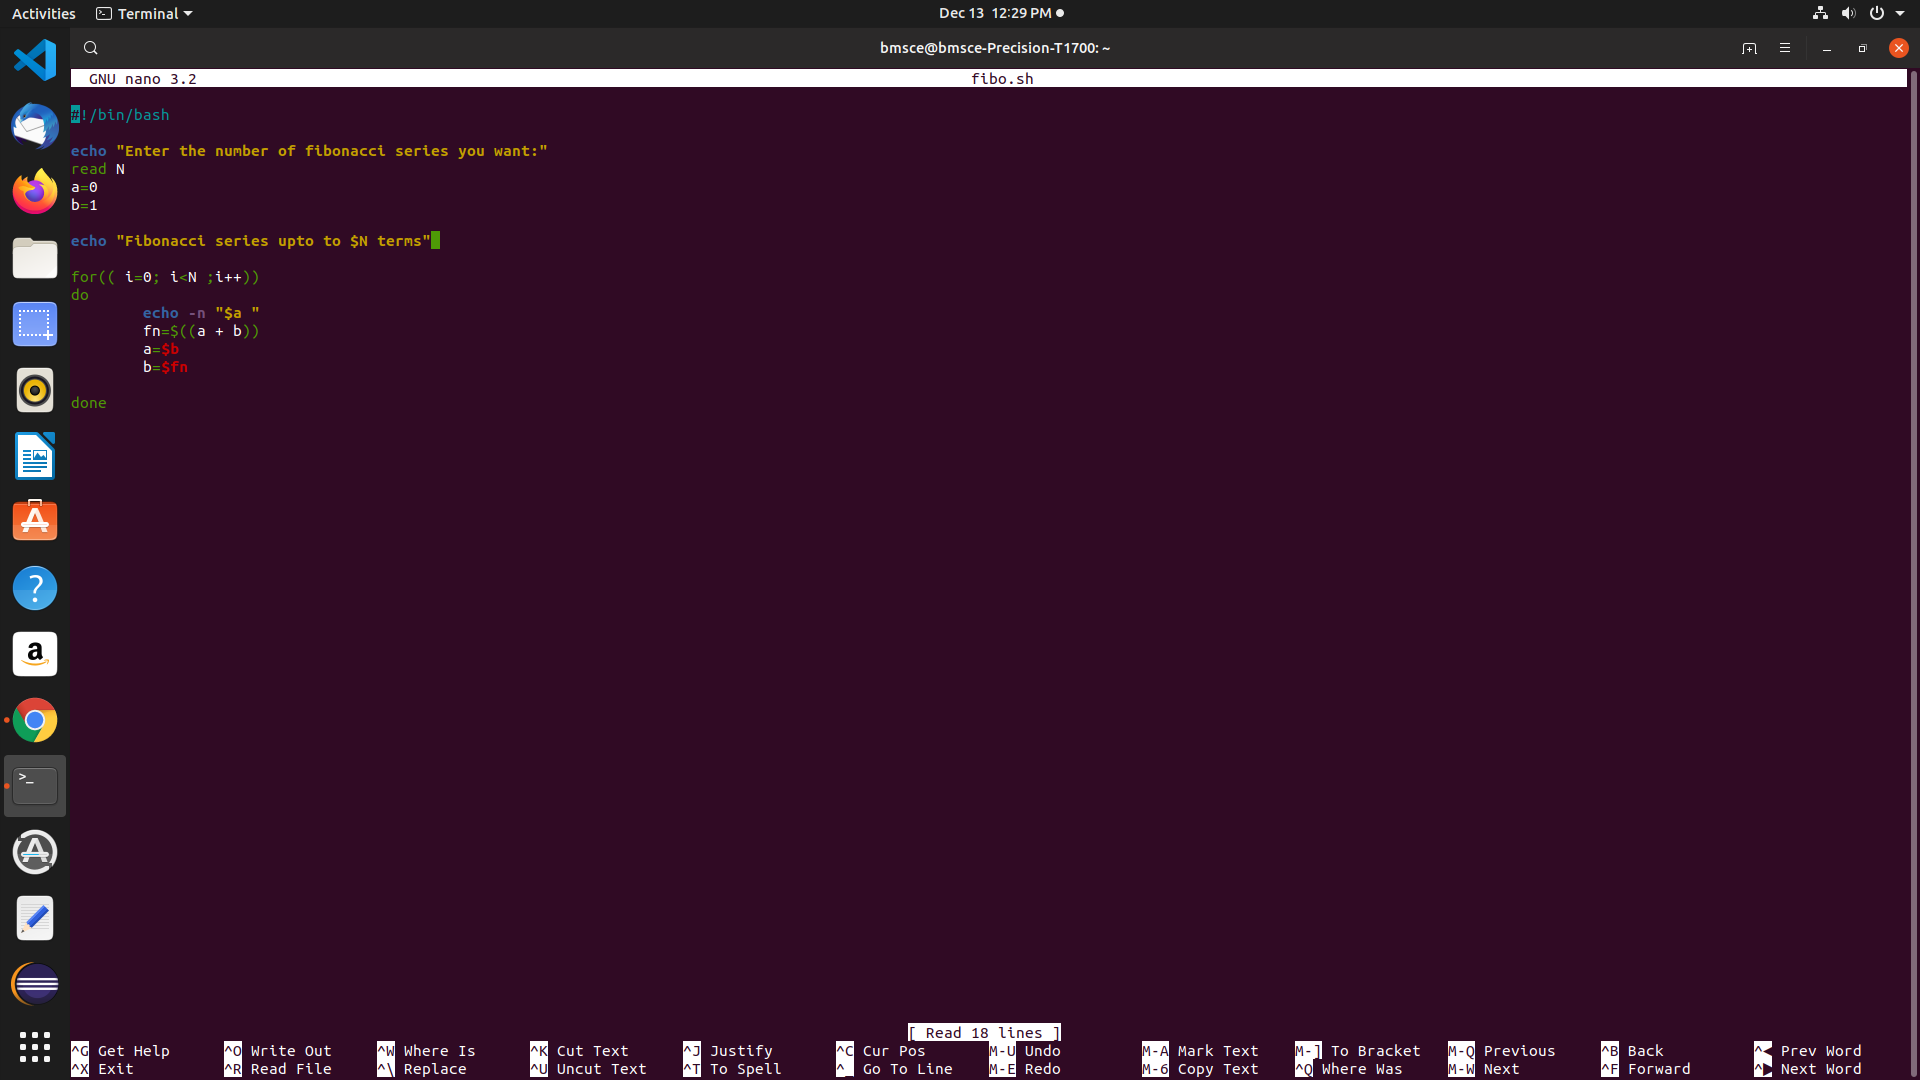 Activities Terminal Dec 13 12:29 PM
bmsce@bmsce-Precision-T1700: ~
GNU nano 3.2 fibo.sh
#!/bin/bash
echo "Enter the number of fibonacci series you want:"
read N
a=0
b=1
echo "Fibonacci series upto to $N terms"
for(( i=0; i<N ;i++))
do
echo -n "$a "
fn=$((a + b))
a=$b
b=$fn
done
[ Read 18 lines ]
^G Get Help ^O Write Out ^W Where Is ^K Cut Text ^J Justify ^C Cur Pos M-U Undo M-A Mark Text M-] To Bracket M-Q Previous ^B Back ^◀ Prev Word
^X Exit ^R Read File ^\ Replace ^U Uncut Text ^T To Spell ^_ Go To Line M-E Redo M-6 Copy Text ^Q Where Was M-W Next ^F Forward ^▶ Next Word